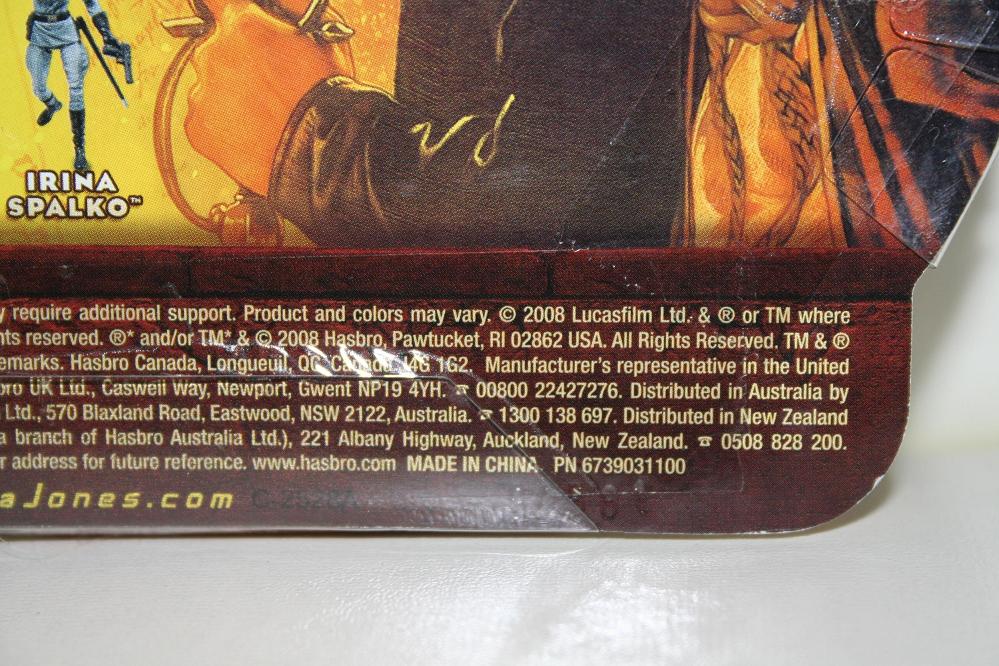 IRINA
SPALKO™
y require additional support. Product and colors may vary. © 2008 Lucasfilm Ltd. & ® or TM where
nts reserved. ®* and/or TM* & © 2008 Hasbro, Pawtucket, RI 02862 USA. All Rights Reserved. TM & ®
emarks. Hasbro Canada, Longueuil, QC, Canada J4G 1G2. Manufacturer's representative in the United
oro UK Ltd., Caswell Way, Newport, Gwent NP19 4YH. ☎ 00800 22427276. Distributed in Australia by
Ltd., 570 Blaxland Road, Eastwood, NSW 2122, Australia. ☎ 1300 138 697. Distributed in New Zealand
a branch of Hasbro Australia Ltd.), 221 Albany Highway, Auckland, New Zealand. ☎ 0508 828 200.
r address for future reference. www.hasbro.com MADE IN CHINA PN 6739031100
aJones.com